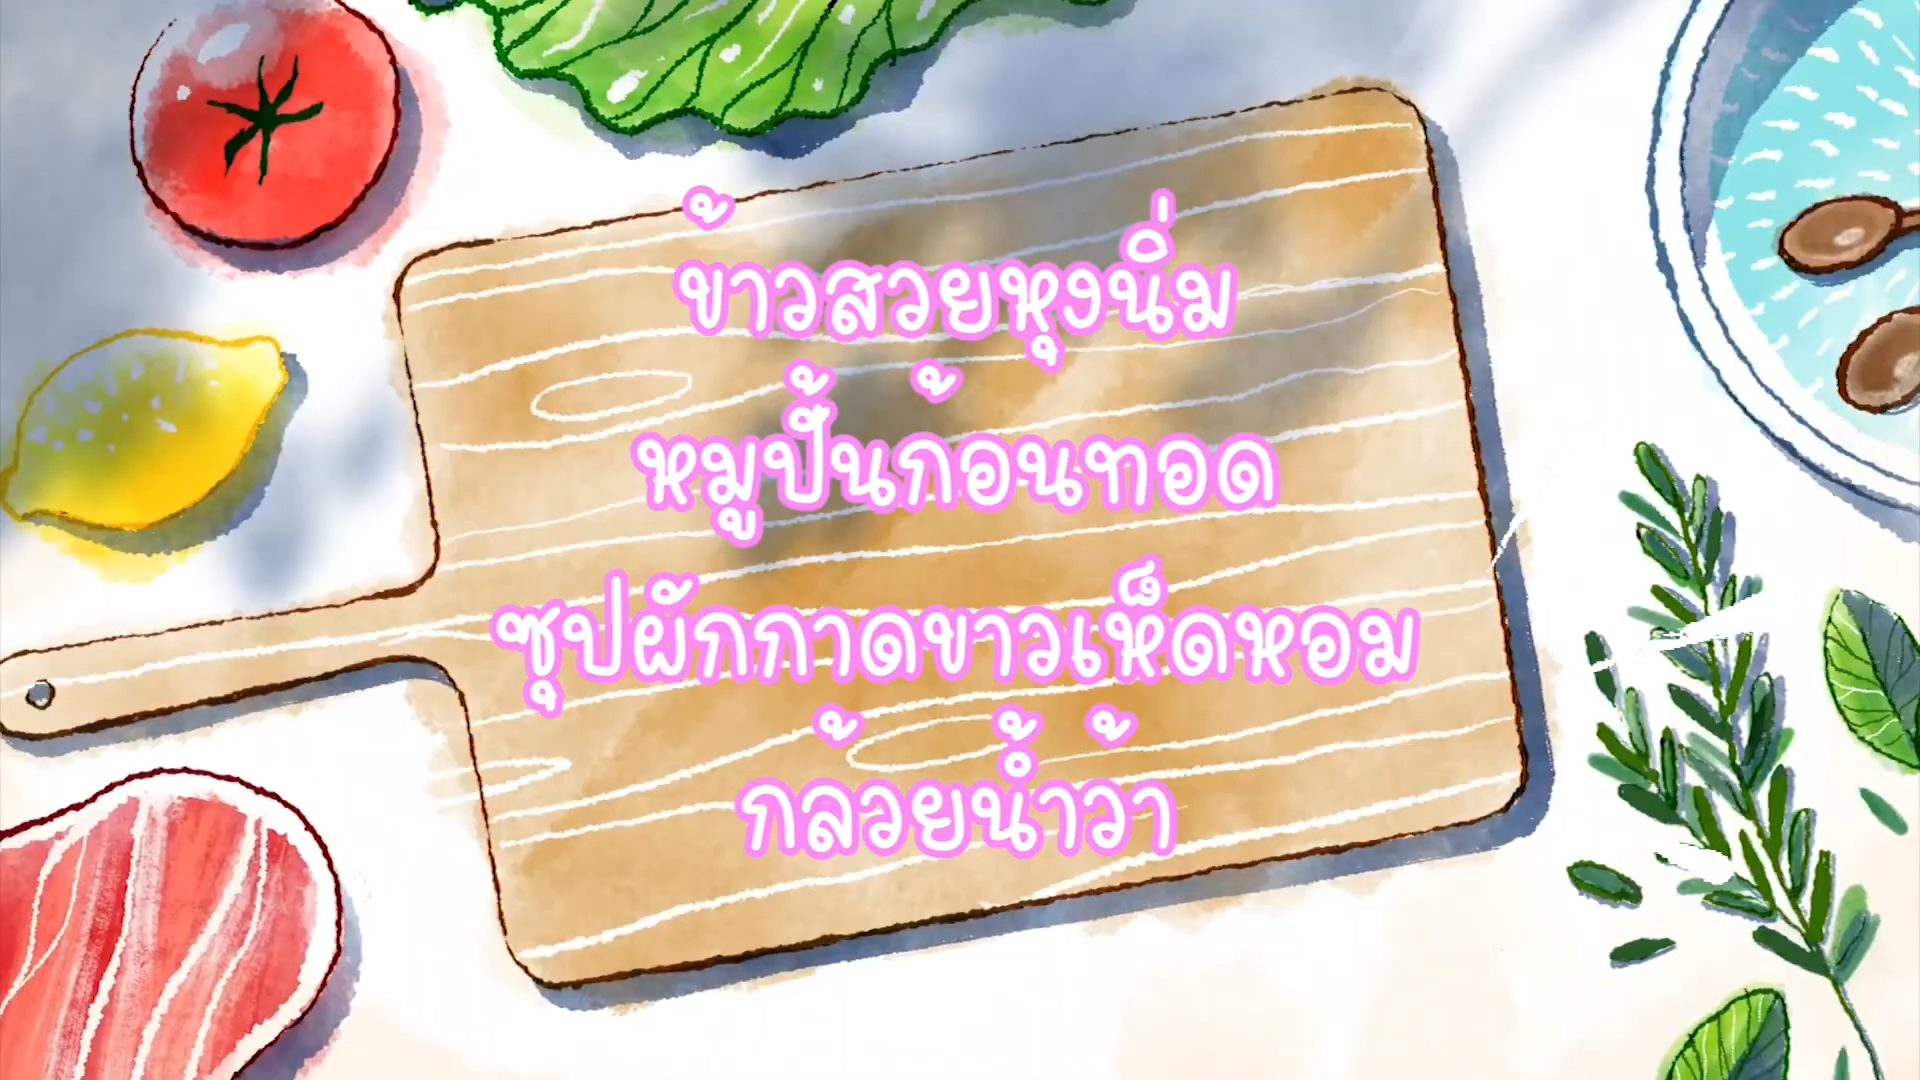 ข้าวสวยหุงนิ่ม
หมูปั้นก้อนทอด
ซุปผักกาดขาวเห็ดหอม
กล้วยน้ำว้า